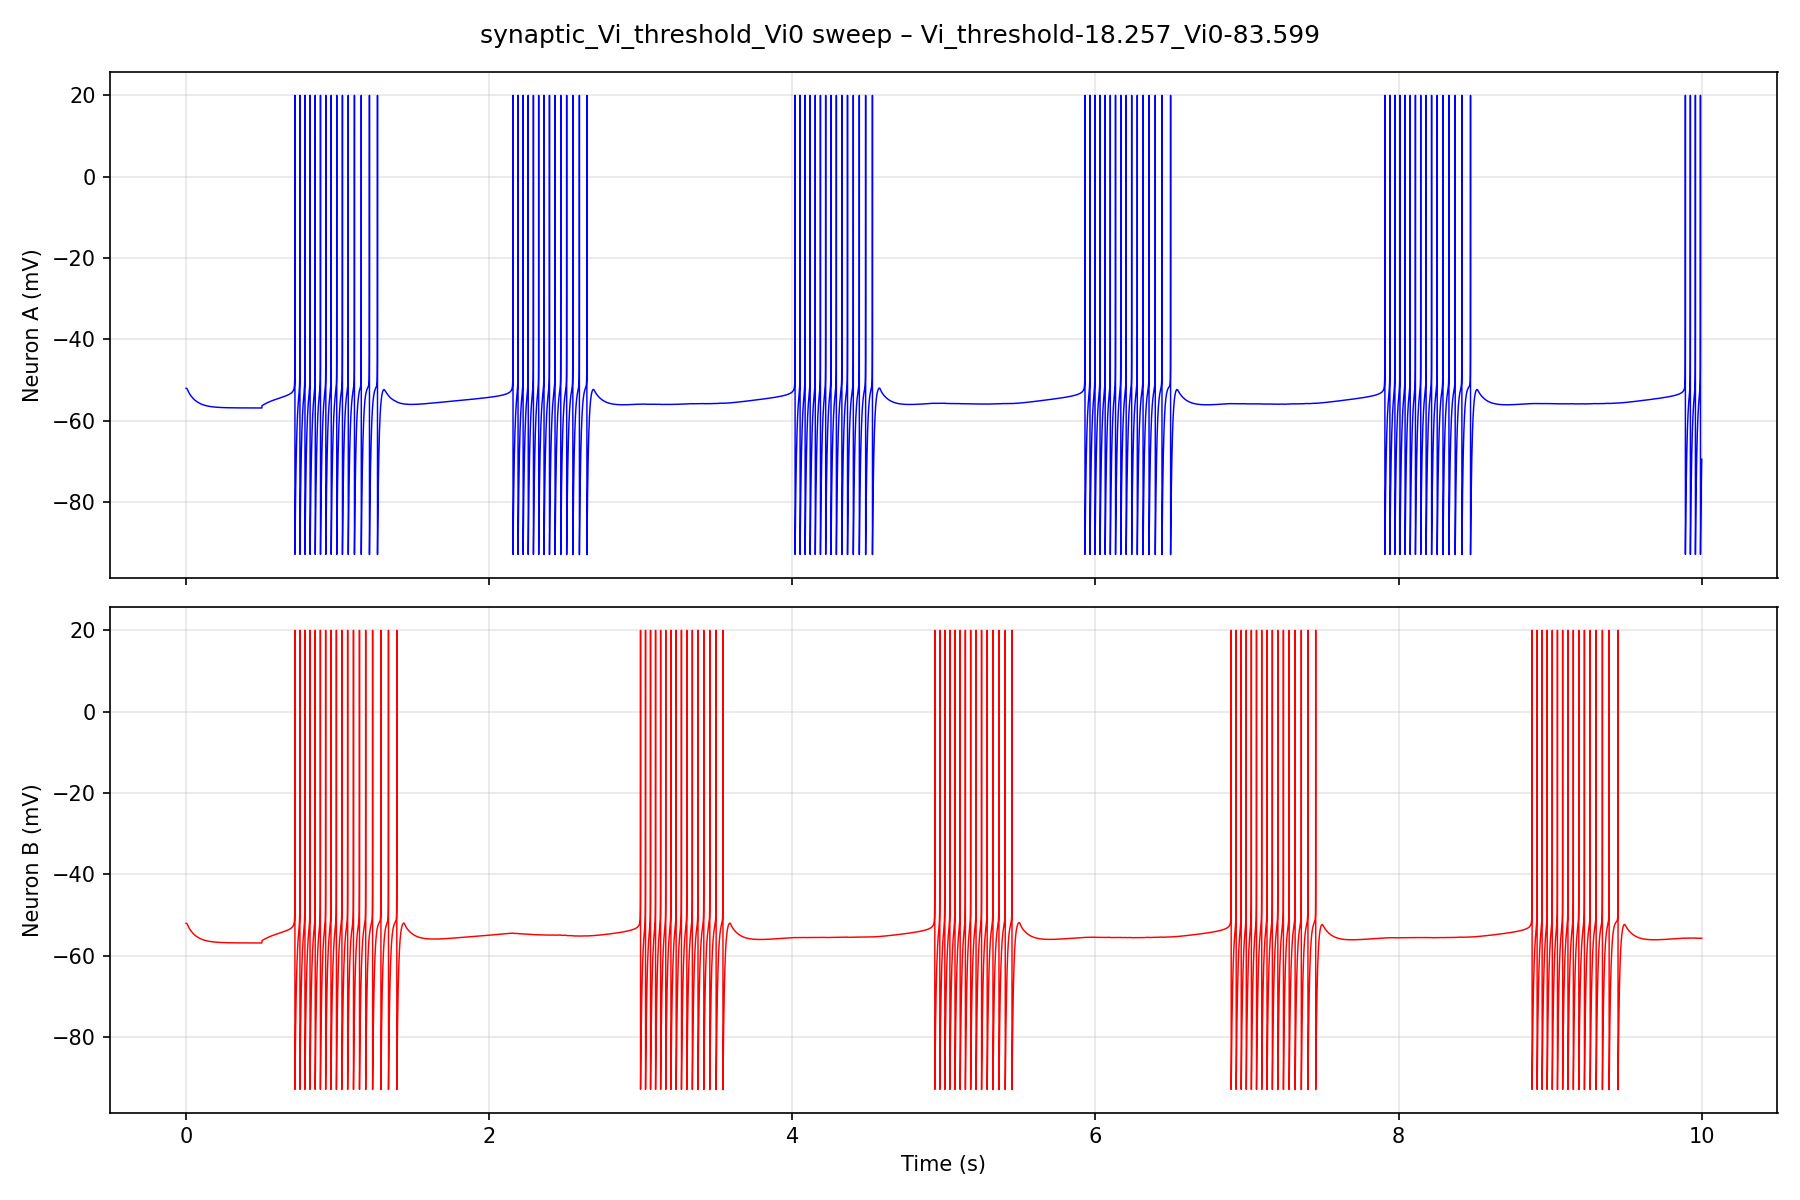 synaptic_Vi_threshold_Vi0 sweep – Vi_threshold-18.257_Vi0-83.599
20
0
−20
−40
−60
−80
Neuron A (mV)
20
0
−20
−40
−60
−80
Neuron B (mV)
0 2 4 6 8 10
Time (s)